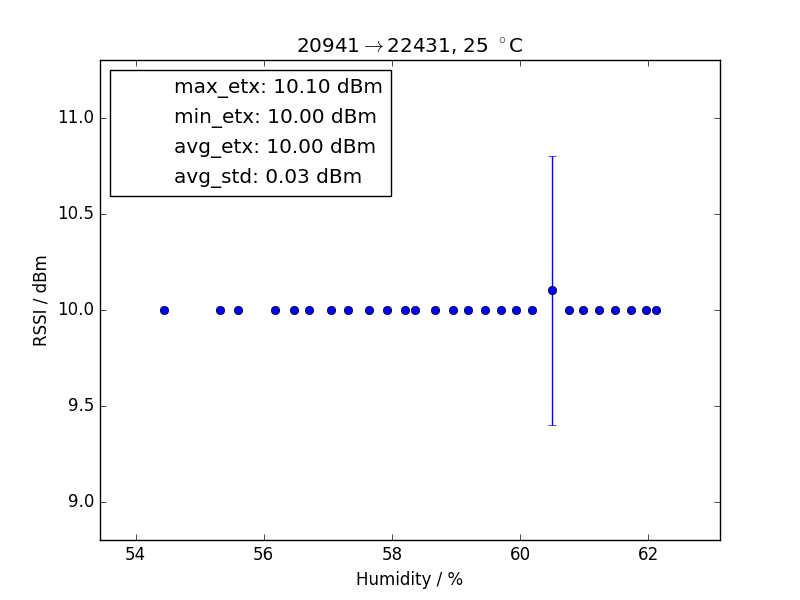 20941→22431, 25 °C
max_etx: 10.10 dBm
min_etx: 10.00 dBm
avg_etx: 10.00 dBm
avg_std: 0.03 dBm
11.0
10.5
10.0
9.5
9.0
RSSI / dBm
54 56 58 60 62
Humidity / %